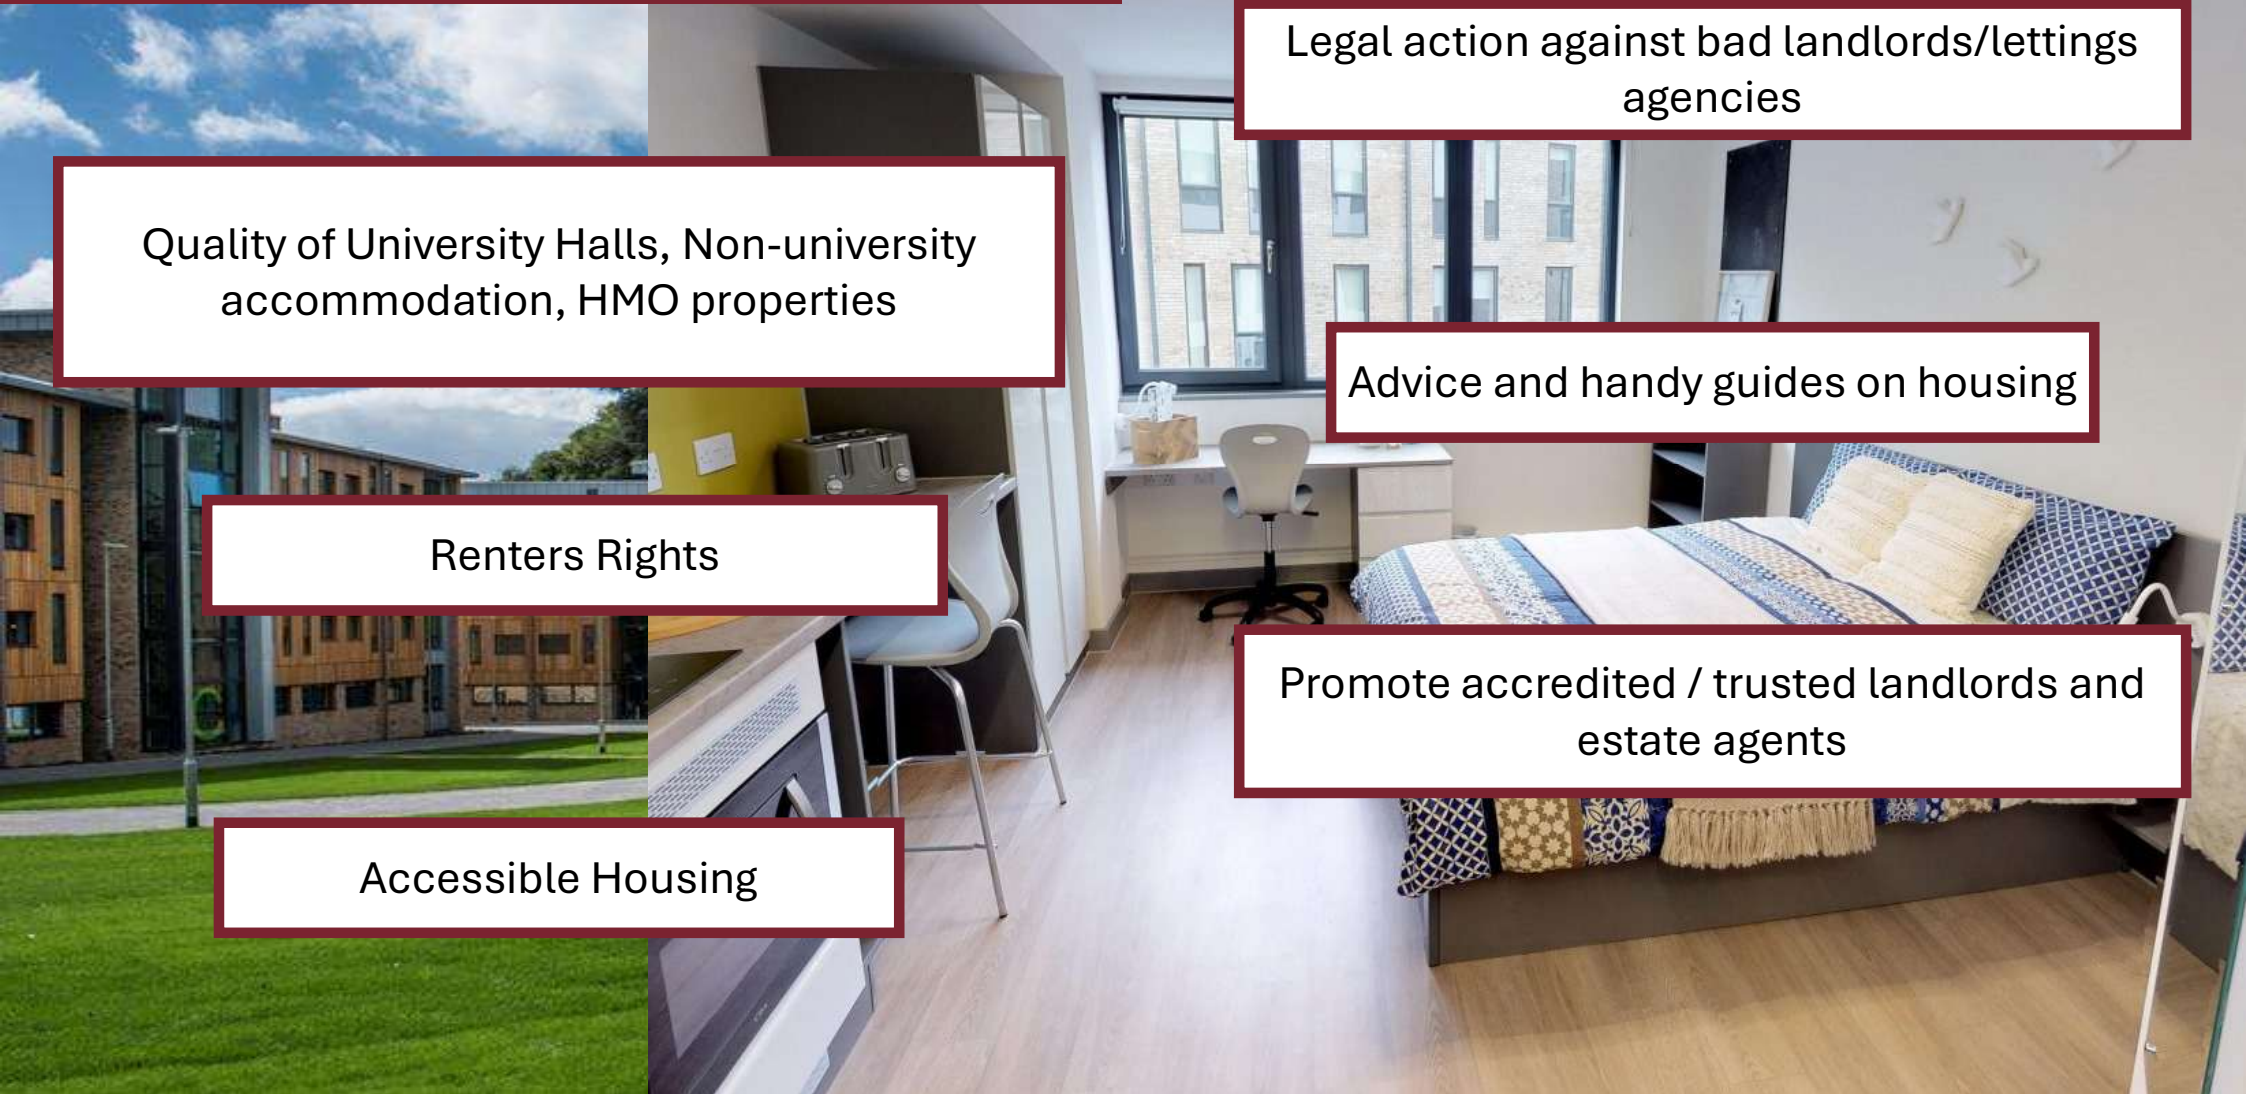 Quality of University Halls, Non-university
accommodation, HMO properties
Renters Rights
Accessible Housing
Legal action against bad landlords/lettings
agencies
Advice and handy guides on housing
Promote accredited / trusted landlords and
estate agents